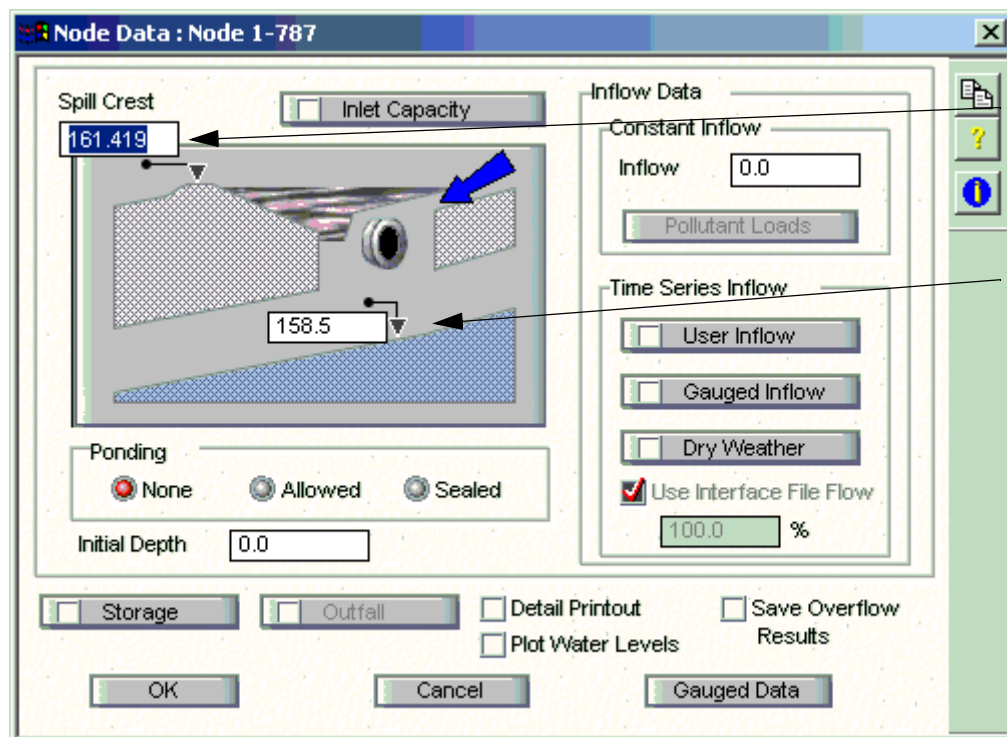 Node Data : Node 1-787
Spill Crest
161.419
Inlet Capacity
158.5
Ponding
None
Allowed
Sealed
Initial Depth
0.0
Inflow Data
Constant Inflow
Inflow
0.0
Pollutant Loads
Time Series Inflow
User Inflow
Gauged Inflow
Dry Weather
Use Interface File Flow
100.0 %
Storage
Outfall
Detail Printout
Plot Water Levels
Save Overflow
Results
OK
Cancel
Gauged Data